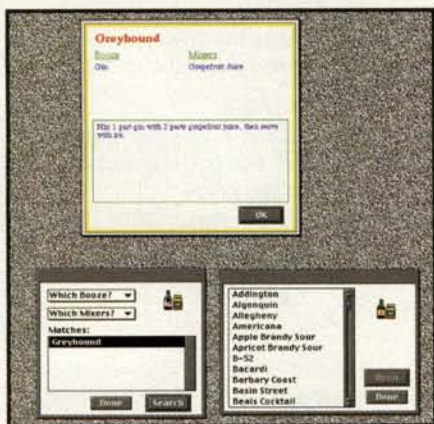 Greyhound
Booze
Mixers
Gin
Grapefruit Juice
Mix 1 part gin with 2 parts grapefruit juice, then serve
with ice.
OK
Which Booze?
Which Mixers?
Matches:
Greyhound
Done
Search
Addington
Algonquin
Allegheny
Americana
Apple Brandy Sour
Apricot Brandy Sour
B-52
Bacardi
Barbary Coast
Basin Street
Beals Cocktail
Done